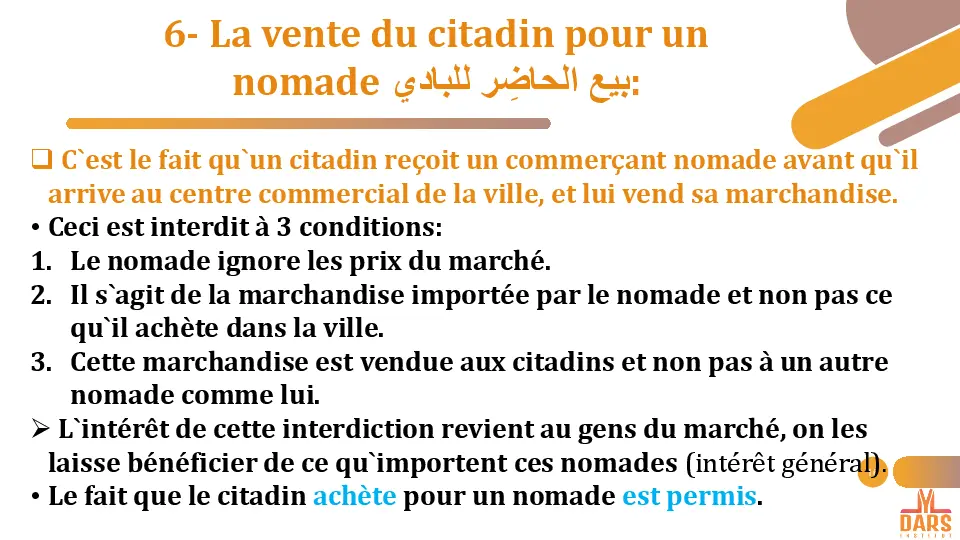 6- La vente du citadin pour un
nomade بيع الحاضِر للبادي:
❑ C`est le fait qu`un citadin reçoit un commerçant nomade avant qu`il
arrive au centre commercial de la ville, et lui vend sa marchandise.
• Ceci est interdit à 3 conditions:
1. Le nomade ignore les prix du marché.
2. Il s`agit de la marchandise importée par le nomade et non pas ce
qu`il achète dans la ville.
3. Cette marchandise est vendue aux citadins et non pas à un autre
nomade comme lui.
➢ L`intérêt de cette interdiction revient au gens du marché, on les
laisse bénéficier de ce qu`importent ces nomades (intérêt général).
• Le fait que le citadin achète pour un nomade est permis.
DARS
INSTITUT